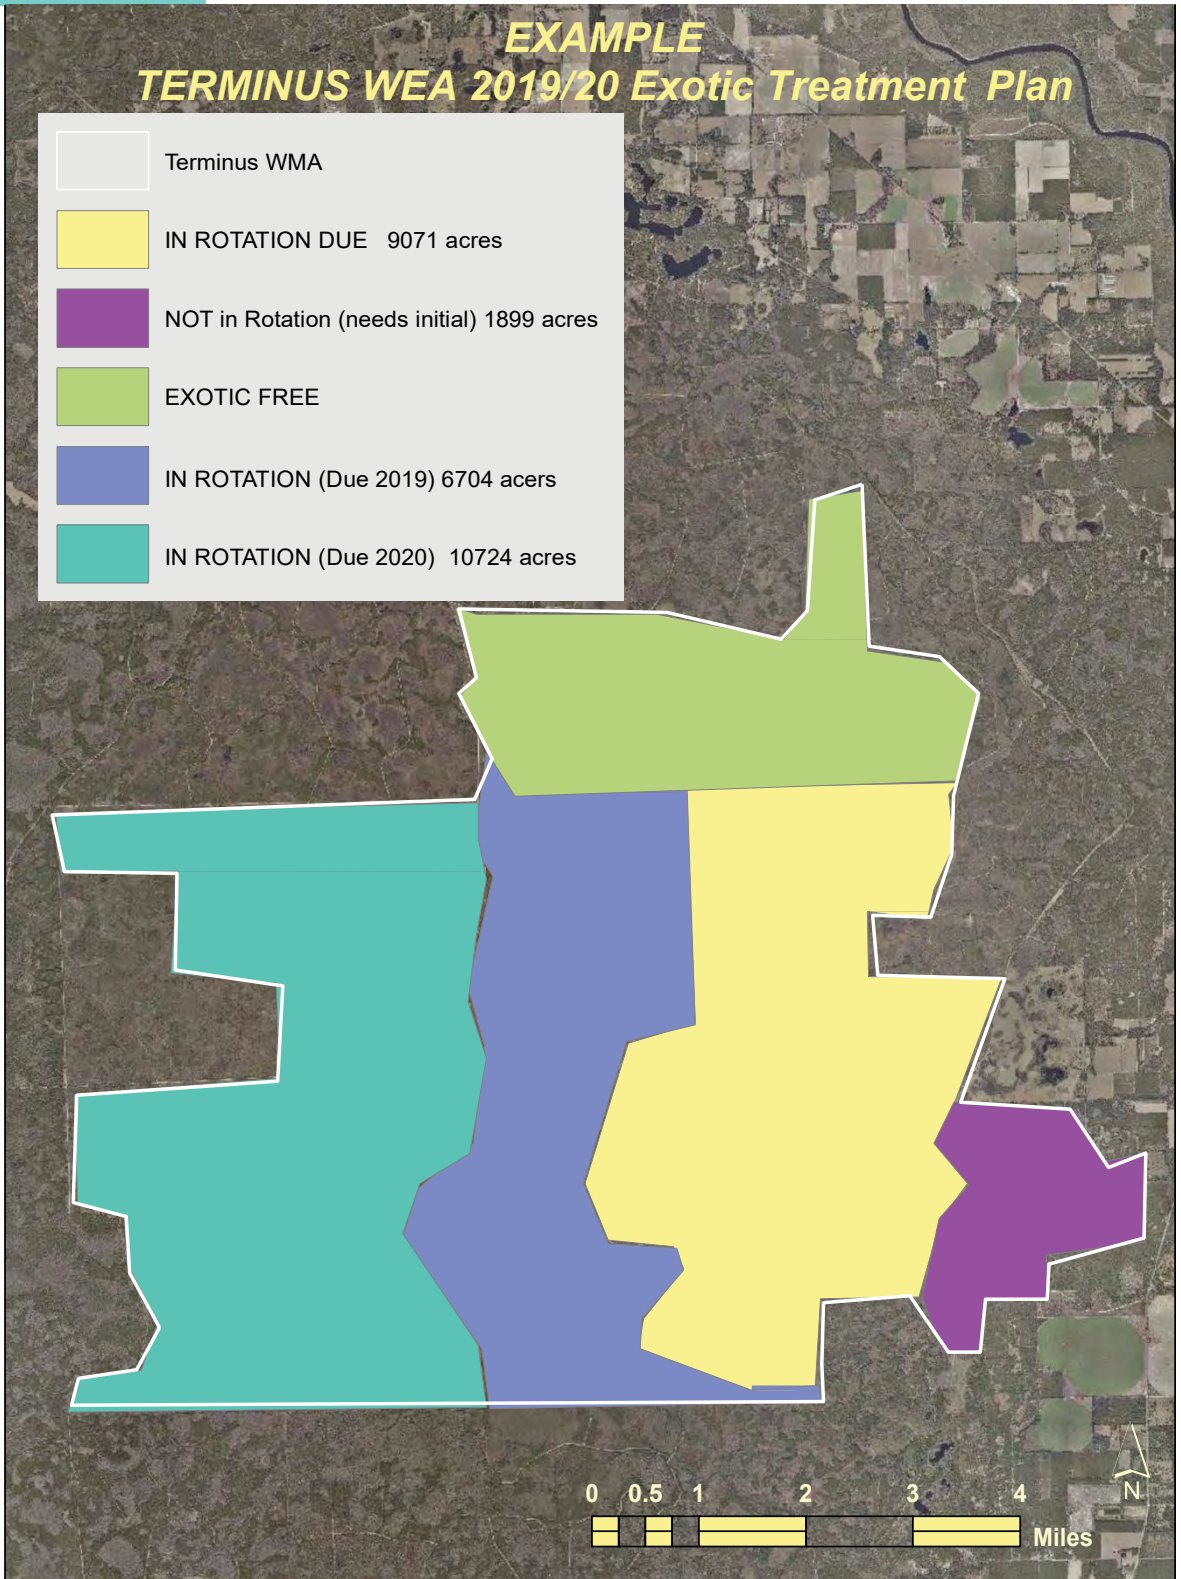 EXAMPLE
TERMINUS WEA 2019/20 Exotic Treatment Plan
Terminus WMA
IN ROTATION DUE 9071 acres
NOT in Rotation (needs initial) 1899 acres
EXOTIC FREE
IN ROTATION (Due 2019) 6704 acers
IN ROTATION (Due 2020) 10724 acres
0 0.5 1 2 3 4
Miles
N